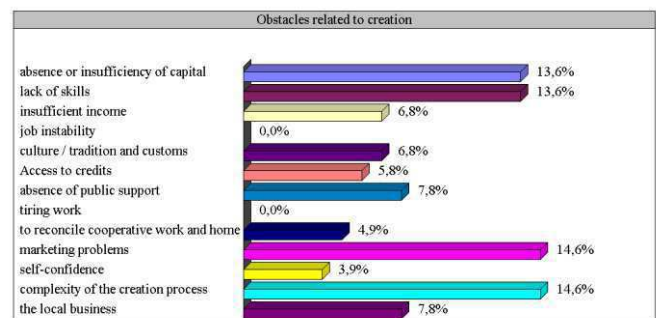 Obstacles related to creation
absence or insufficiency of capital 13,6%
lack of skills 13,6%
insufficient income 6,8%
job instability 0,0%
culture / tradition and customs 6,8%
Access to credits 5,8%
absence of public support 7,8%
tiring work 0,0%
to reconcile cooperative work and home 4,9%
marketing problems 14,6%
self-confidence 3,9%
complexity of the creation process 14,6%
the local business 7,8%